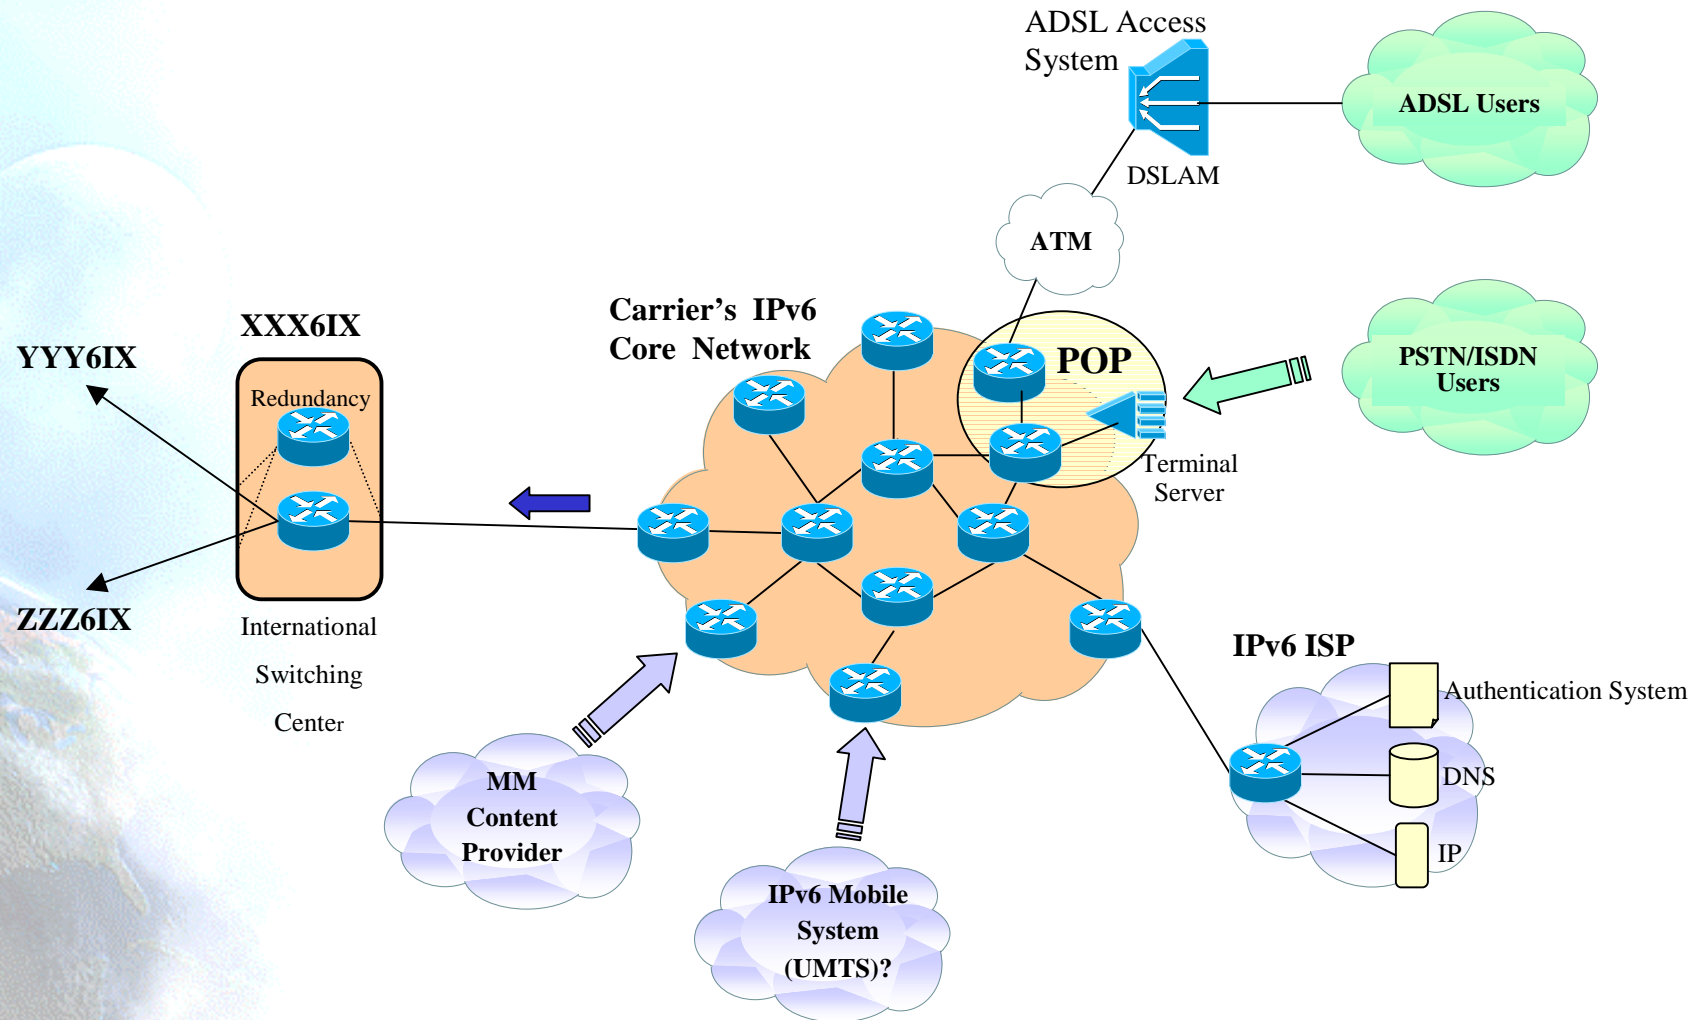 ADSL Access
System
ADSL Users
DSLAM
ATM
Carrier's IPv6
Core Network
XXX6IX
YYY6IX
POP
PSTN/ISDN
Users
Redundancy
Terminal
Server
ZZZ6IX
International
Switching
Center
IPv6 ISP
Authentication System
DNS
IP
MM
Content
Provider
IPv6 Mobile
System
(UMTS)?